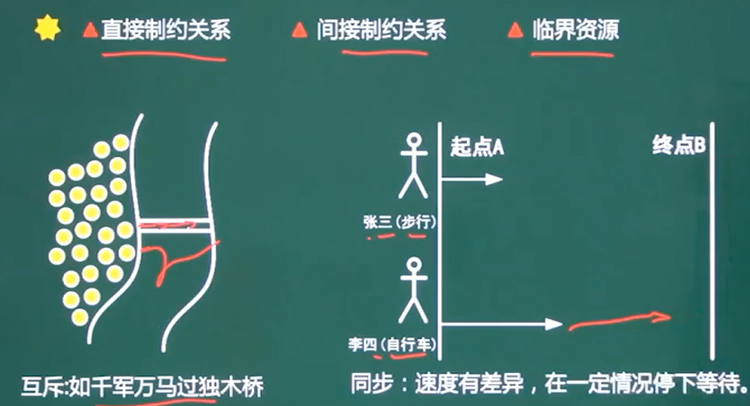 ▲直接制约关系 ▲ 间接制约关系 ▲ 临界资源
起点A 终点B
张三(步行)
李四(自行车)
互斥:如千军万马过独木桥 同步:速度有差异,在一定情况停下等待。